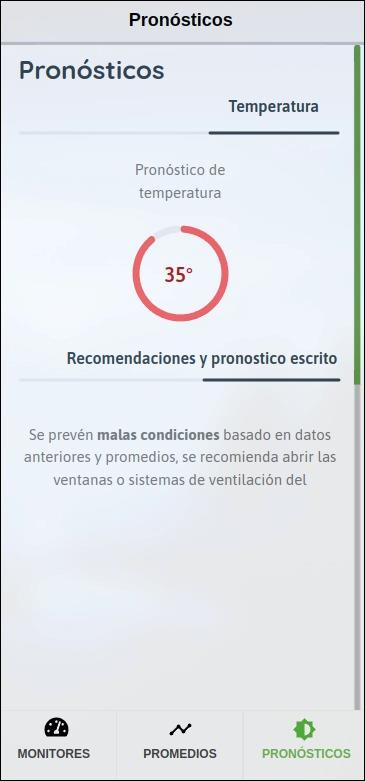 Pronósticos
Pronósticos
Temperatura
Pronóstico de
temperatura
35°
Recomendaciones y pronostico escrito
Se prevén malas condiciones basado en datos
anteriores y promedios, se recomienda abrir las
ventanas o sistemas de ventilación del
MONITORES
PROMEDIOS
PRONÓSTICOS